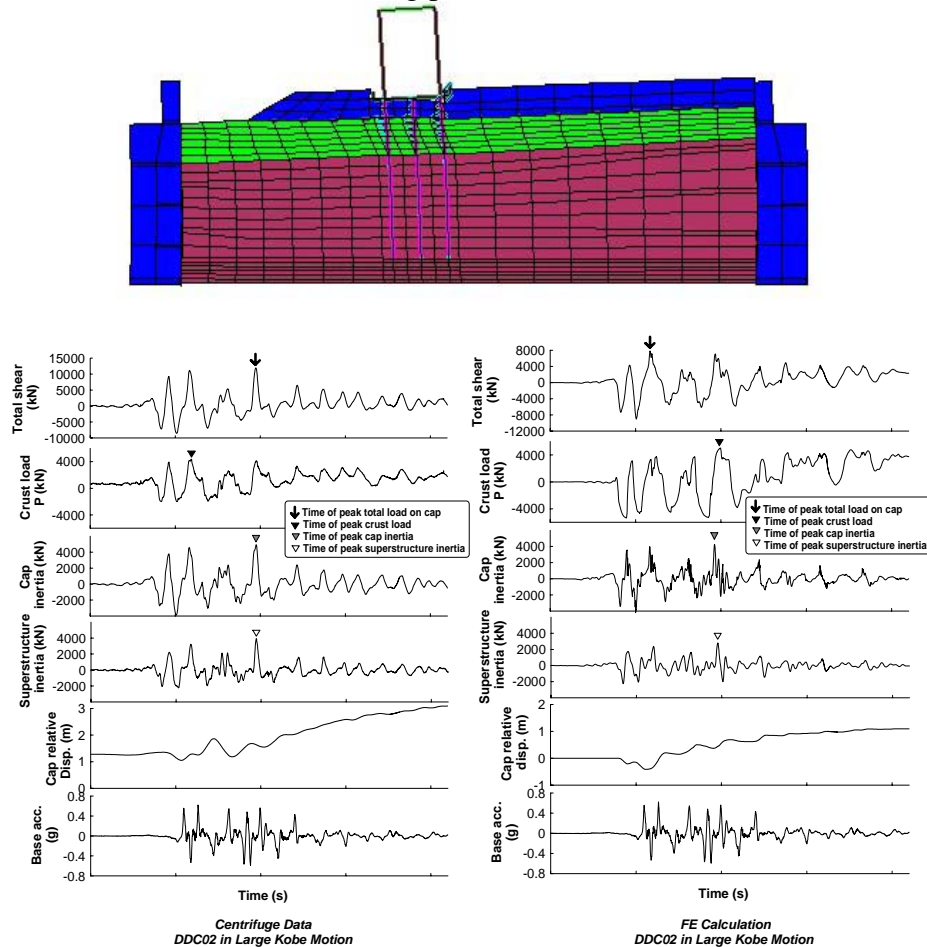 15000
10000
5000
0
-5000
-10000
Total shear
(kN)
4000
0
-4000
Crust load
P (kN)
Time of peak total load on cap
Time of peak crust load
Time of peak cap inertia
Time of peak superstructure inertia
4000
2000
0
-2000
Cap
inertia (kN)
4000
2000
0
-2000
Superstructure
inertia (kN)
3
2
1
0
Cap relative
Disp. (m)
0.8
0.4
0
-0.4
-0.8
Base acc.
(g)
Time (s)
Centrifuge Data
DDC02 in Large Kobe Motion
8000
4000
0
-4000
-8000
-12000
Total shear
(kN)
4000
0
-4000
Crust load
P (kN)
Time of peak total load on cap
Time of peak crust load
Time of peak cap inertia
Time of peak superstructure inertia
4000
2000
0
-2000
Cap
inertia (kN)
4000
2000
0
-2000
Superstructure
inertia (kN)
2
1
0
-1
Cap relative
disp. (m)
0.8
0.4
0
-0.4
-0.8
Base acc.
(g)
Time (s)
FE Calculation
DDC02 in Large Kobe Motion